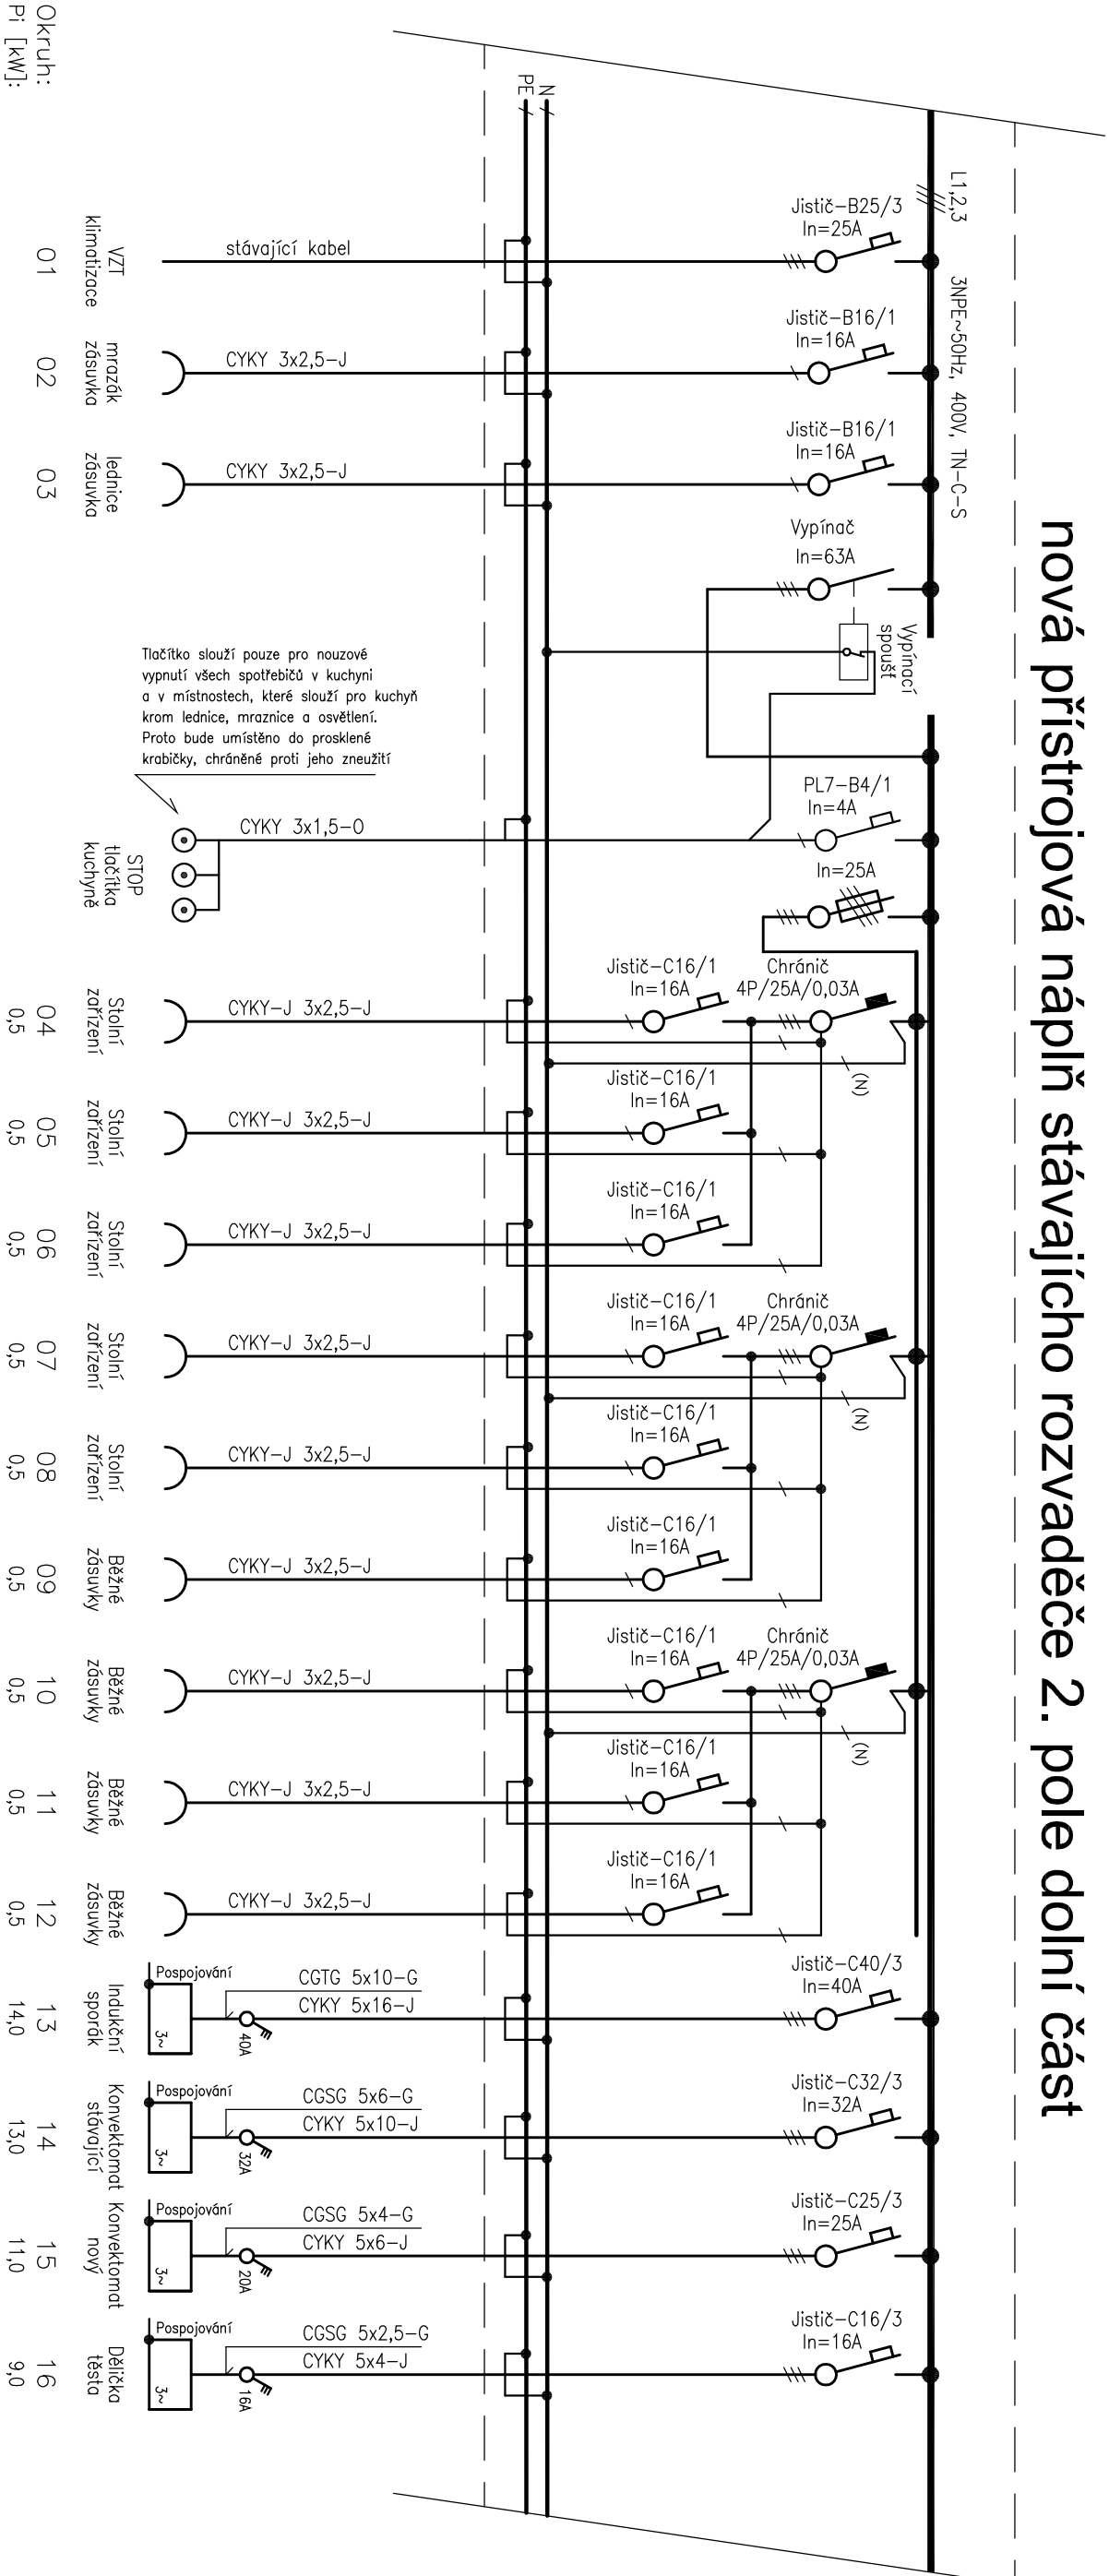 nová přístrojová náplň stávajícho rozvaděče 2. pole dolní část
L1,2,3
3NPE~50Hz, 400V, TN-C-S
N
PE
Jistič-B25/3
In=25A
stávající kabel
VZT
klimatizace
01
Jistič-B16/1
In=16A
CYKY 3x2,5-J
mrazák
zásuvka
02
Jistič-B16/1
In=16A
CYKY 3x2,5-J
lednice
zásuvka
03
Vypínač
In=63A
Vypínací
spoušť
Tlačítko slouží pouze pro nouzové
vypnutí všech spotřebičů v kuchyni
a v místnostech, které slouží pro kuchyň
krom lednice, mraznice a osvětlení.
Proto bude umístěno do prosklené
krabičky, chráněné proti jeho zneužití
PL7-B4/1
In=4A
CYKY 3x1,5-O
STOP
tlačítka
kuchyně
In=25A
Chránič
4P/25A/0,03A
(N)
Jistič-C16/1
In=16A
CYKY-J 3x2,5-J
Stolní
zařízení
04
0,5
Jistič-C16/1
In=16A
CYKY-J 3x2,5-J
Stolní
zařízení
05
0,5
Jistič-C16/1
In=16A
CYKY-J 3x2,5-J
Stolní
zařízení
06
0,5
Chránič
4P/25A/0,03A
(N)
Jistič-C16/1
In=16A
CYKY-J 3x2,5-J
Stolní
zařízení
07
0,5
Jistič-C16/1
In=16A
CYKY-J 3x2,5-J
Stolní
zařízení
08
0,5
Jistič-C16/1
In=16A
CYKY-J 3x2,5-J
Běžné
zásuvky
09
0,5
Chránič
4P/25A/0,03A
(N)
Jistič-C16/1
In=16A
CYKY-J 3x2,5-J
Běžné
zásuvky
10
0,5
Jistič-C16/1
In=16A
CYKY-J 3x2,5-J
Běžné
zásuvky
11
0,5
Jistič-C16/1
In=16A
CYKY-J 3x2,5-J
Běžné
zásuvky
12
0,5
Jistič-C40/3
In=40A
CGTG 5x10-G
CYKY 5x16-J
40A
Pospojování
3~
Indukční
sporák
13
14,0
Jistič-C32/3
In=32A
CGSG 5x6-G
CYKY 5x10-J
32A
Pospojování
3~
Konvektomat
stávající
14
13,0
Jistič-C25/3
In=25A
CGSG 5x4-G
CYKY 5x6-J
20A
Pospojování
3~
Konvektomat
nový
15
11,0
Jistič-C16/3
In=16A
CGSG 5x2,5-G
CYKY 5x4-J
16A
Pospojování
3~
Dělička
těsta
16
9,0
Okruh:
Pi [kW]: